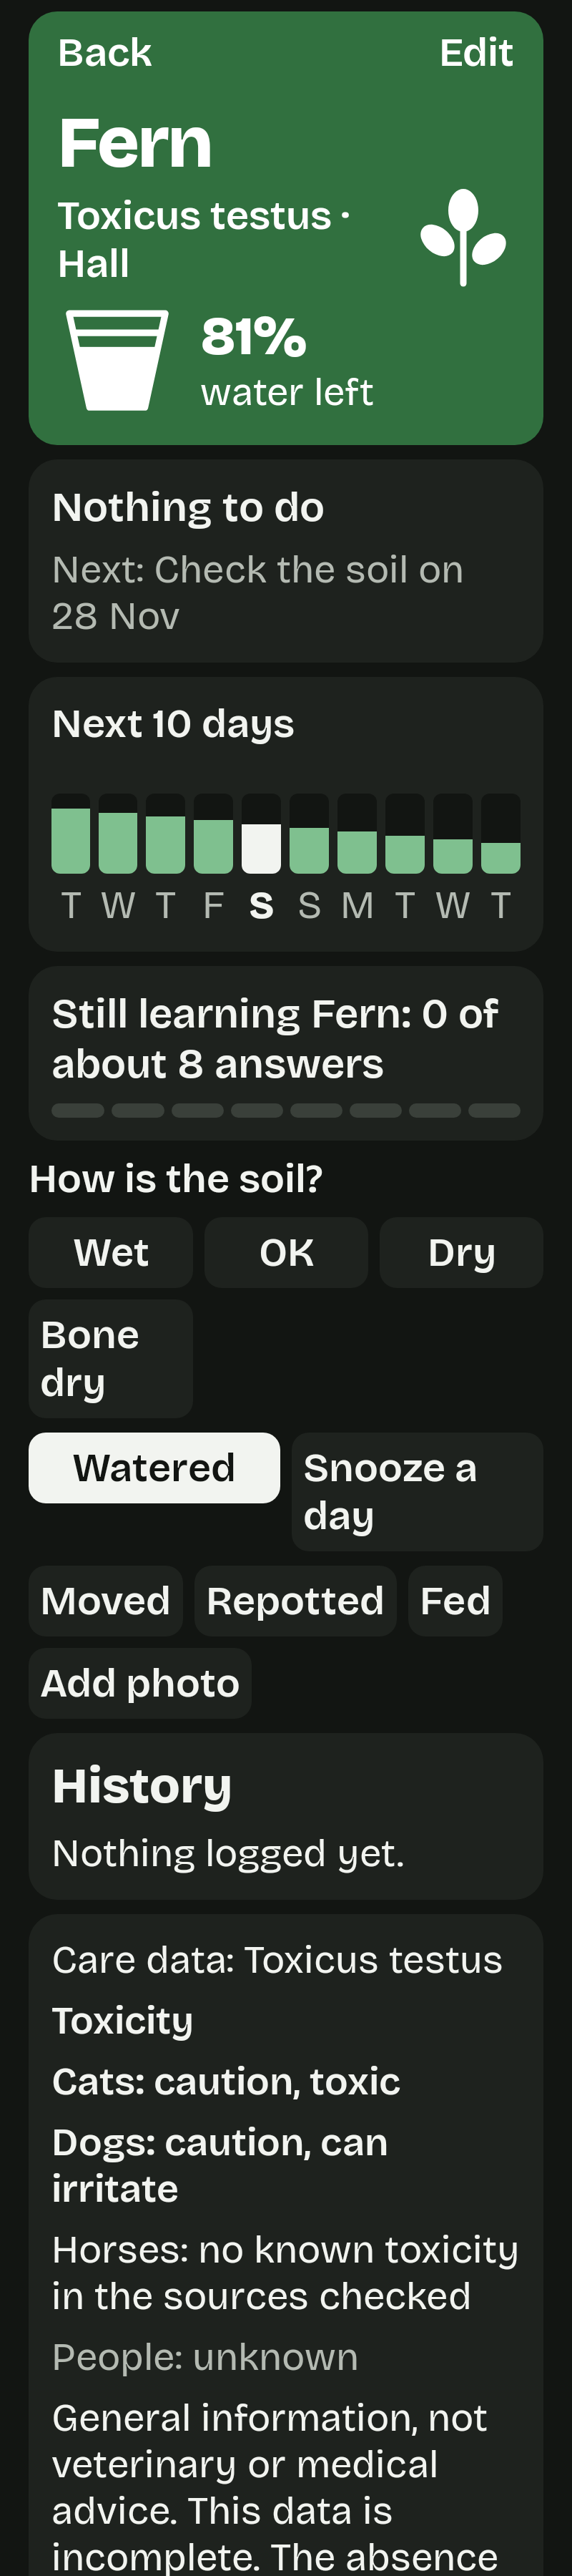 Back
Edit
Fern
Toxicus testus ·
Hall
81%
water left
Nothing to do
Next: Check the soil on
28 Nov
Next 10 days
T W T F S S M T W T
Still learning Fern: 0 of
about 8 answers
How is the soil?
Wet
OK
Dry
Bone
dry
Watered
Snooze a
day
Moved
Repotted
Fed
Add photo
History
Nothing logged yet.
Care data: Toxicus testus
Toxicity
Cats: caution, toxic
Dogs: caution, can
irritate
Horses: no known toxicity
in the sources checked
People: unknown
General information, not
veterinary or medical
advice. This data is
incomplete. The absence